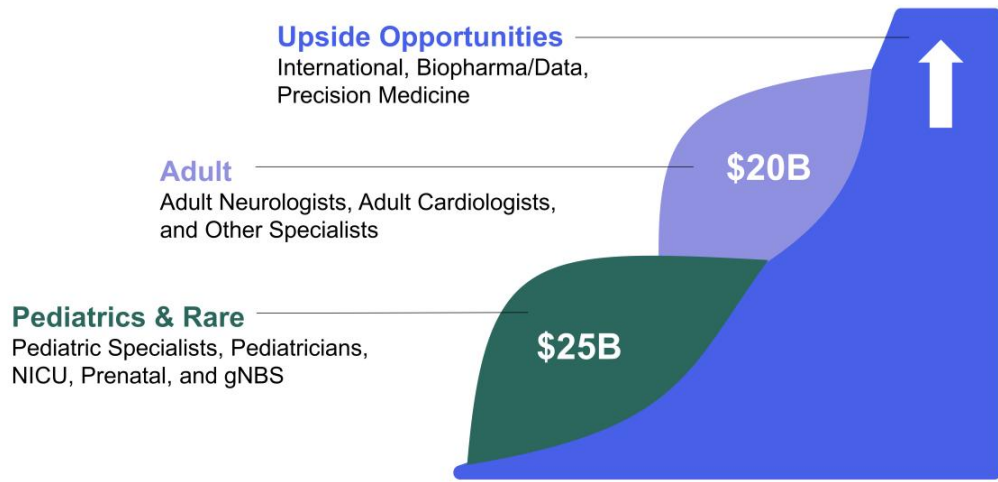 Upside Opportunities
International, Biopharma/Data,
Precision Medicine
Adult
$20B
Adult Neurologists, Adult Cardiologists,
and Other Specialists
Pediatrics & Rare
$25B
Pediatric Specialists, Pediatricians,
NICU, Prenatal, and gNBS